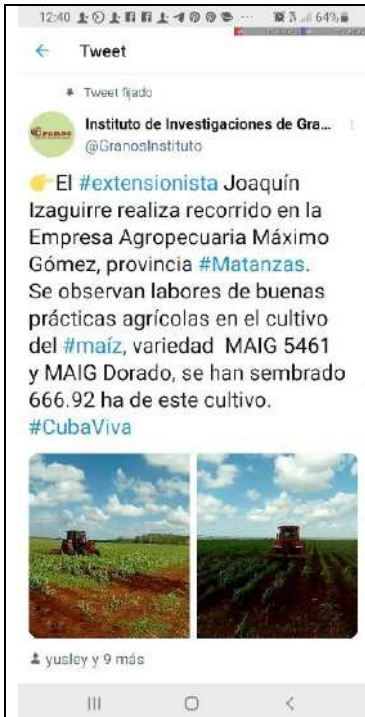 12:40
64%
Tweet
Tweet fijado
Granos
Instituto de Investigaciones de Gra...
@GranosInstituto
👉El #extensionista Joaquín
Izaguirre realiza recorrido en la
Empresa Agropecuaria Máximo
Gómez, provincia #Matanzas.
Se observan labores de buenas
prácticas agrícolas en el cultivo
del #maíz, variedad MAIG 5461
y MAIG Dorado, se han sembrado
666.92 ha de este cultivo.
#CubaViva
yusley y 9 más